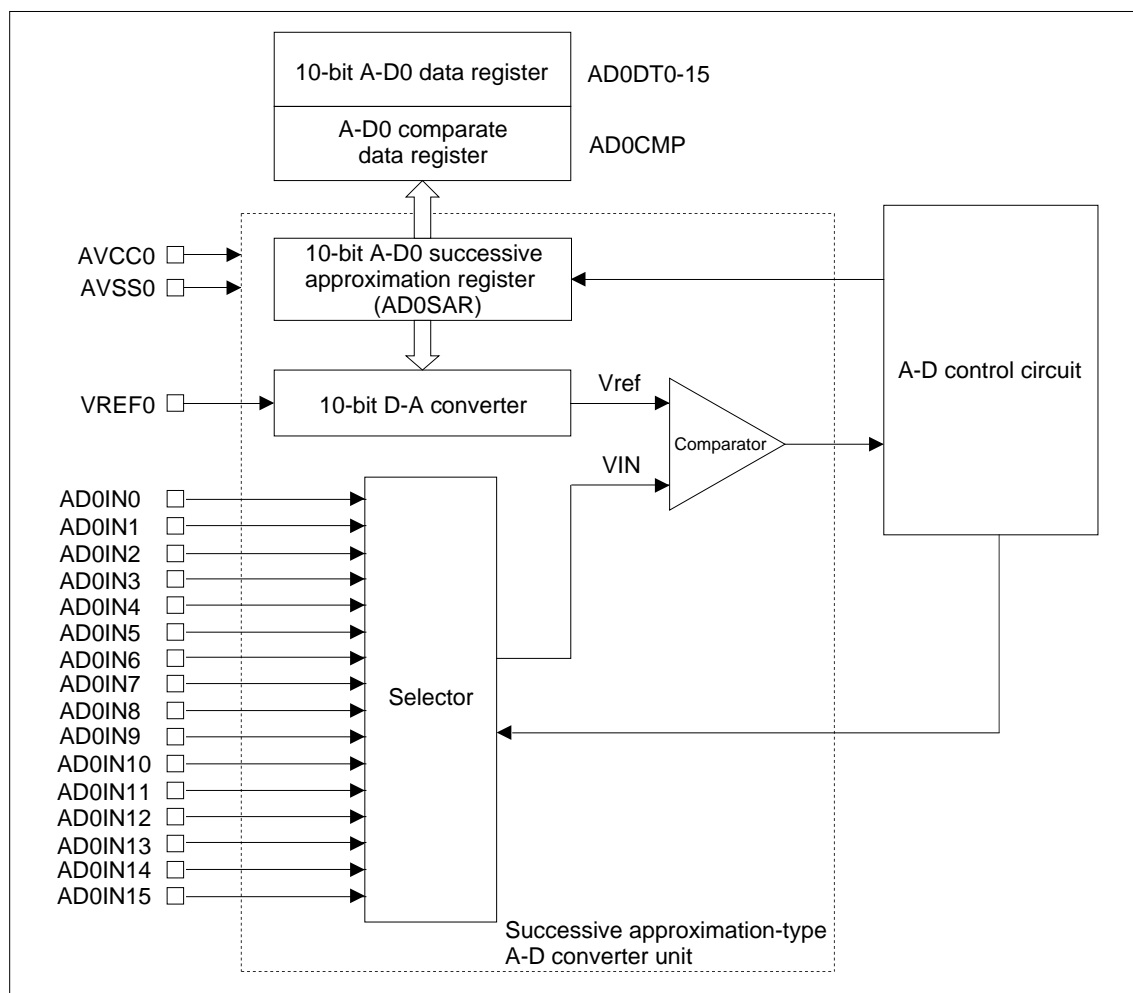 10-bit A-D0 data register
AD0DT0-15
A-D0 comparate
data register
AD0CMP
AVCC0
AVSS0
10-bit A-D0 successive
approximation register
(AD0SAR)
A-D control circuit
VREF0
10-bit D-A converter
Vref
Comparator
VIN
AD0IN0
AD0IN1
AD0IN2
AD0IN3
AD0IN4
AD0IN5
AD0IN6
AD0IN7
AD0IN8
AD0IN9
AD0IN10
AD0IN11
AD0IN12
AD0IN13
AD0IN14
AD0IN15
Selector
Successive approximation-type
A-D converter unit